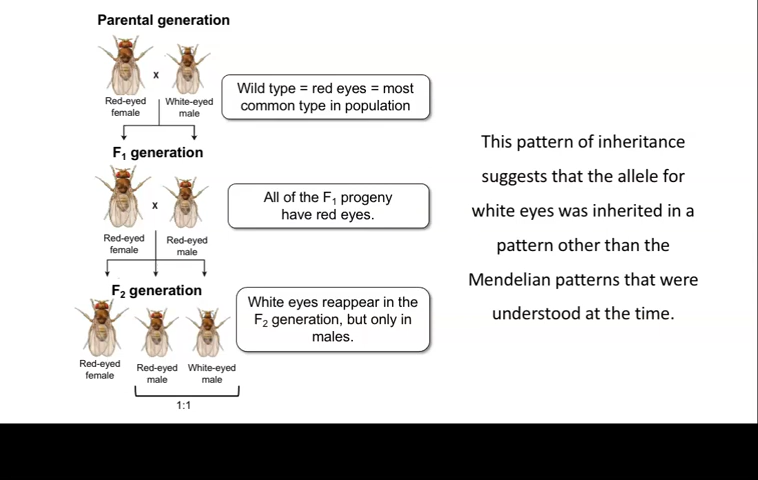 Parental generation
x
Red-eyed
female
White-eyed
male
Wild type = red eyes = most
common type in population
F₁ generation
x
Red-eyed
female
Red-eyed
male
All of the F₁ progeny
have red eyes.
F₂ generation
Red-eyed
female
Red-eyed
male
White-eyed
male
1:1
White eyes reappear in the
F₂ generation, but only in
males.
This pattern of inheritance
suggests that the allele for
white eyes was inherited in a
pattern other than the
Mendelian patterns that were
understood at the time.